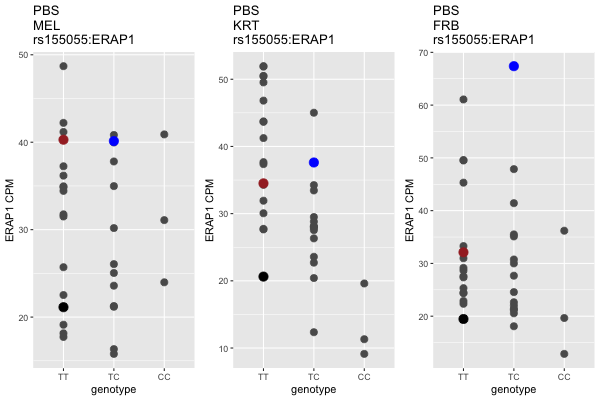 PBS
MEL
rs155055:ERAP1
50
40
30
20
ERAP1 CPM
TT TC CC
genotype
PBS
KRT
rs155055:ERAP1
50
40
30
20
10
ERAP1 CPM
TT TC CC
genotype
PBS
FRB
rs155055:ERAP1
70
60
50
40
30
20
ERAP1 CPM
TT TC CC
genotype